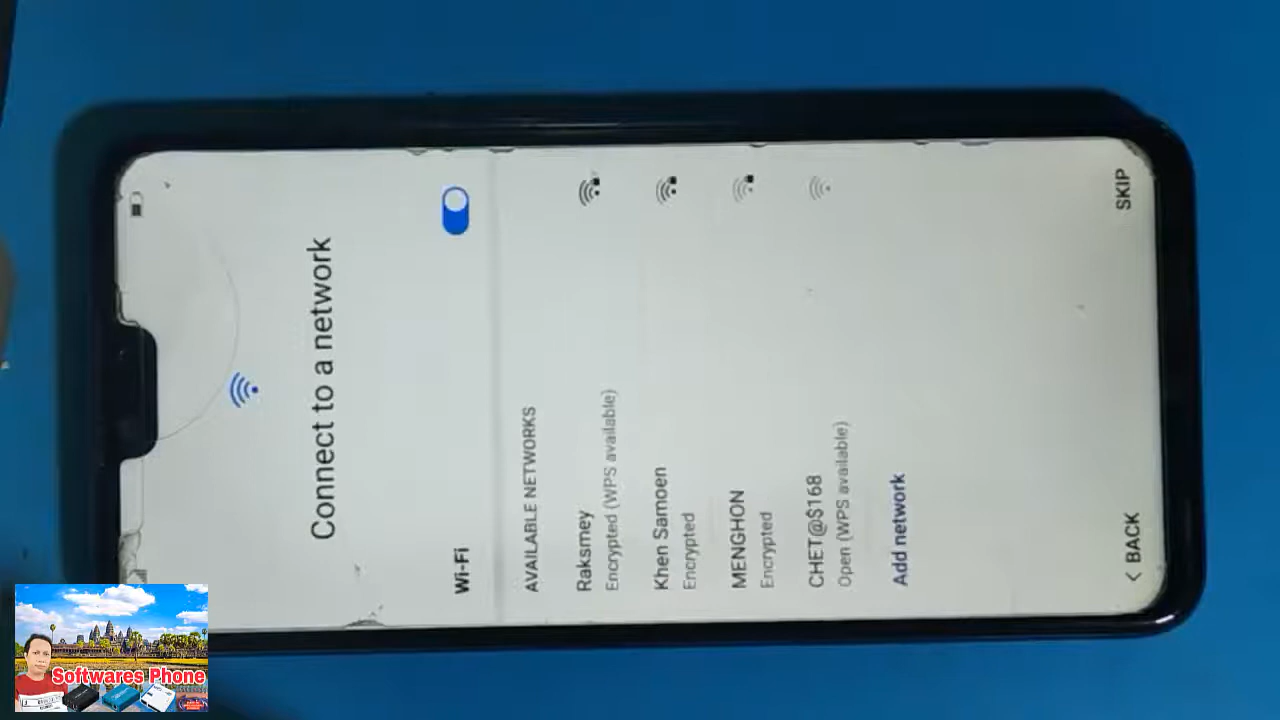 Connect to a network
Wi-Fi
AVAILABLE NETWORKS
Raksmey
Encrypted (WPS available)
Khen Samoen
Encrypted
MENGHON
Encrypted
CHET@$168
Open (WPS available)
Add network
< BACK
SKIP
Softwares Phone